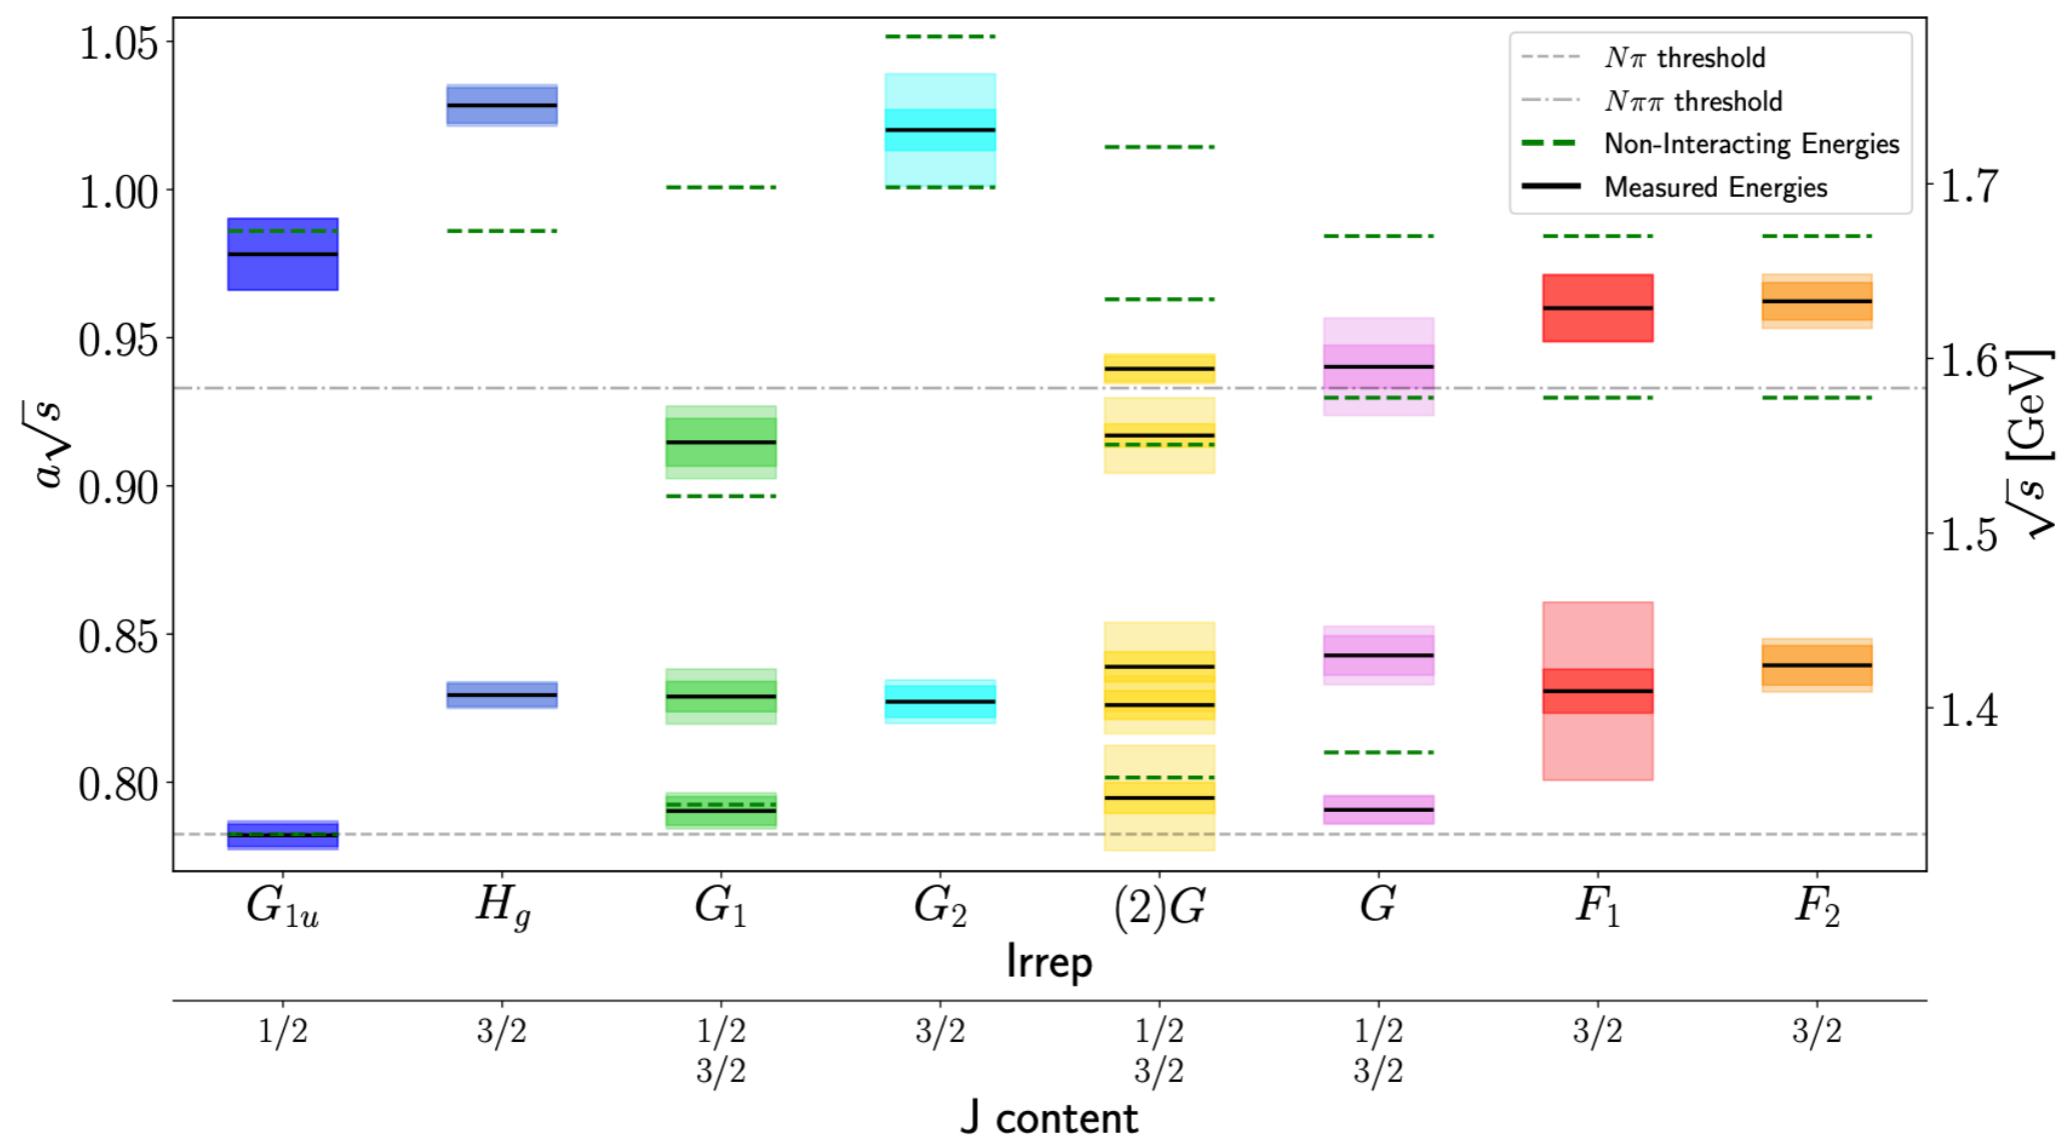 1.05
1.00
0.95
0.90
0.85
0.80
a√s
Nπ threshold
Nππ threshold
Non-Interacting Energies
Measured Energies
1.7
1.6
1.5
1.4
√s [GeV]
G₁ᵤ H_g G₁ G₂ (2)G G F₁ F₂
Irrep
1/2 3/2 1/2 3/2 1/2 1/2 3/2 3/2
3/2 3/2 3/2
J content